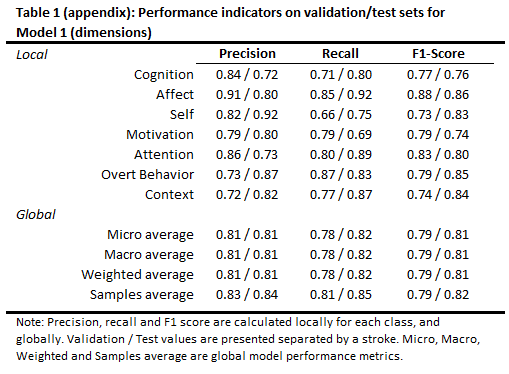 Table 1 (appendix): Performance indicators on validation/test sets for
Model 1 (dimensions)
Local Precision Recall F1-Score
Cognition 0.84 / 0.72 0.71 / 0.80 0.77 / 0.76
Affect 0.91 / 0.80 0.85 / 0.92 0.88 / 0.86
Self 0.82 / 0.92 0.66 / 0.75 0.73 / 0.83
Motivation 0.79 / 0.80 0.79 / 0.69 0.79 / 0.74
Attention 0.86 / 0.73 0.80 / 0.89 0.83 / 0.80
Overt Behavior 0.73 / 0.87 0.87 / 0.83 0.79 / 0.85
Context 0.72 / 0.82 0.77 / 0.87 0.74 / 0.84
Global
Micro average 0.81 / 0.81 0.78 / 0.82 0.79 / 0.81
Macro average 0.81 / 0.81 0.78 / 0.82 0.79 / 0.81
Weighted average 0.81 / 0.81 0.78 / 0.82 0.79 / 0.81
Samples average 0.83 / 0.84 0.81 / 0.85 0.79 / 0.82
Note: Precision, recall and F1 score are calculated locally for each class, and
globally. Validation / Test values are presented separated by a stroke. Micro, Macro,
Weighted and Samples average are global model performance metrics.